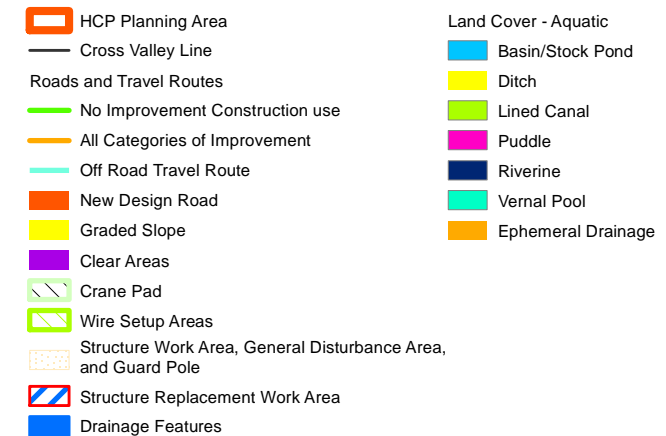 HCP Planning Area
Cross Valley Line
Roads and Travel Routes
No Improvement Construction use
All Categories of Improvement
Off Road Travel Route
New Design Road
Graded Slope
Clear Areas
Crane Pad
Wire Setup Areas
Structure Work Area, General Disturbance Area,
and Guard Pole
Structure Replacement Work Area
Drainage Features
Land Cover - Aquatic
Basin/Stock Pond
Ditch
Lined Canal
Puddle
Riverine
Vernal Pool
Ephemeral Drainage